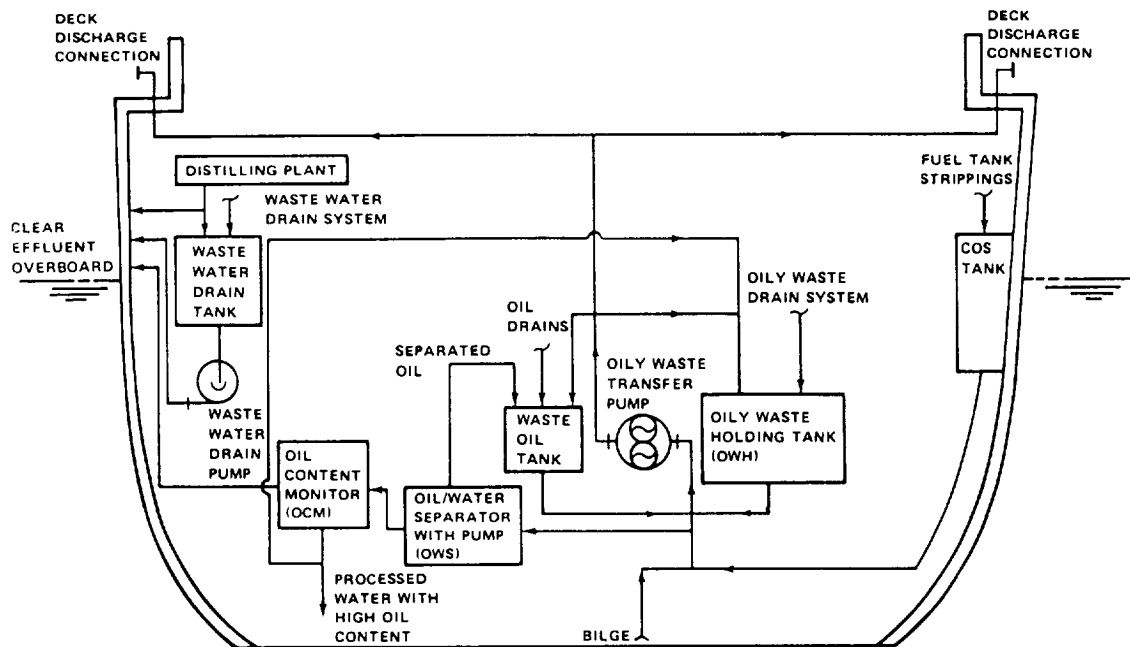 DECK
DISCHARGE
CONNECTION
DECK
DISCHARGE
CONNECTION
DISTILLING PLANT
WASTE WATER
DRAIN SYSTEM
FUEL TANK
STRIPPINGS
CLEAR
EFFLUENT
OVERBOARD
WASTE
WATER
DRAIN
TANK
COS
TANK
OILY WASTE
DRAIN SYSTEM
OIL
DRAINS
SEPARATED
OIL
OILY WASTE
TRANSFER
PUMP
WASTE
OIL
TANK
OILY WASTE
HOLDING TANK
(OWH)
WASTE
WATER
DRAIN
PUMP
OIL
CONTENT
MONITOR
(OCM)
OIL/WATER
SEPARATOR
WITH PUMP
(OWS)
PROCESSED
WATER WITH
HIGH OIL
CONTENT
BILGE